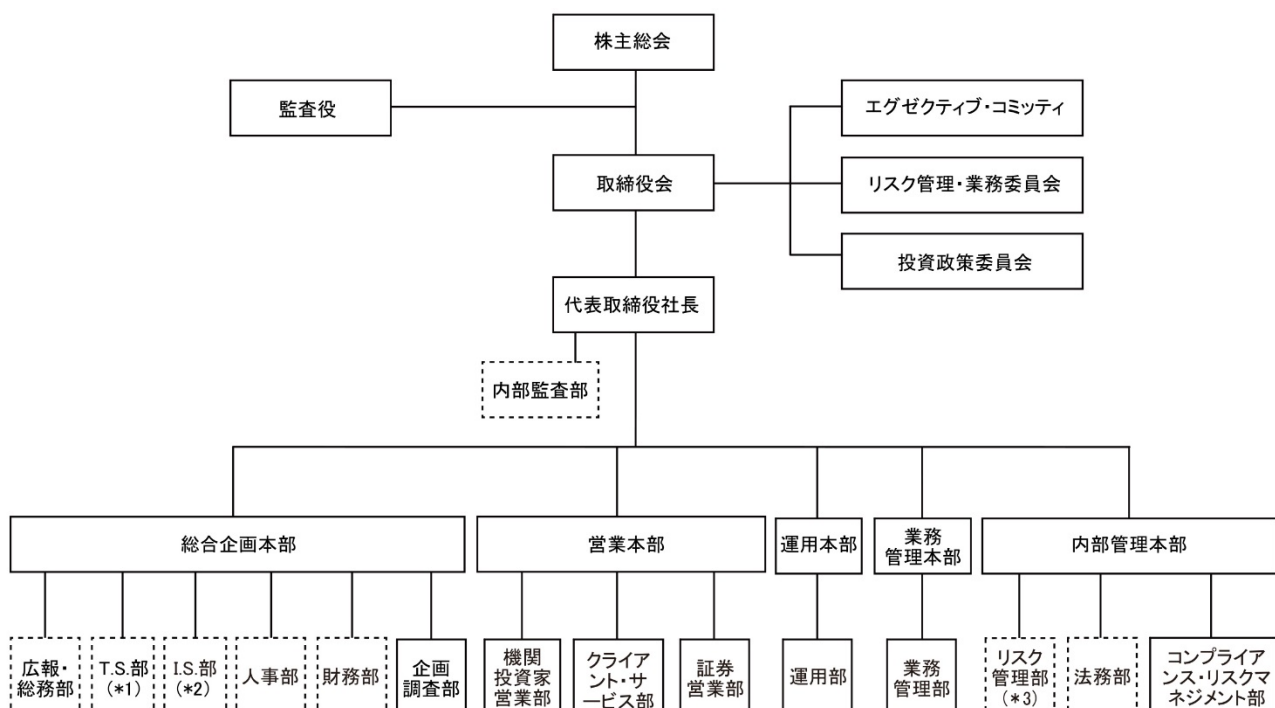 株主総会
監査役
エグゼクティブ・コミッティ
取締役会
リスク管理・業務委員会
投資政策委員会
代表取締役社長
内部監査部
総合企画本部
営業本部
運用本部
業務
管理本部
内部管理本部
広報・
総務部
T.S.部
(*1)
I.S.部
(*2)
人事部
財務部
企画
調査部
機関
投資家
営業部
クライア
ント・サ
ービス部
証券
営業部
運用部
業務
管理部
リスク
管理部
(*3)
法務部
コンプライア
ンス・リスクマ
ネジメント部